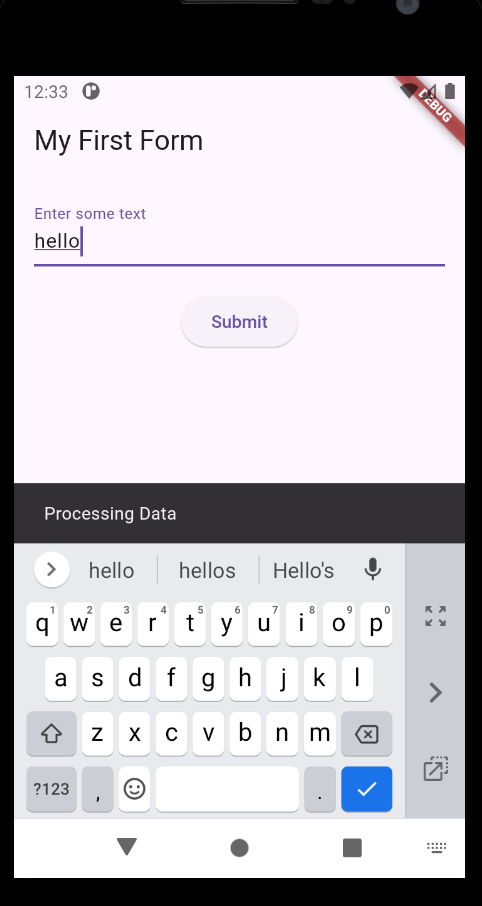 12:33
DEBUG
My First Form
Enter some text
hello
Submit
Processing Data
hello hellos Hello's
q1 w2 e3 r4 t5 y6 u7 i8 o9 p0
a s d f g h j k l
z x c v b n m
?123 , .